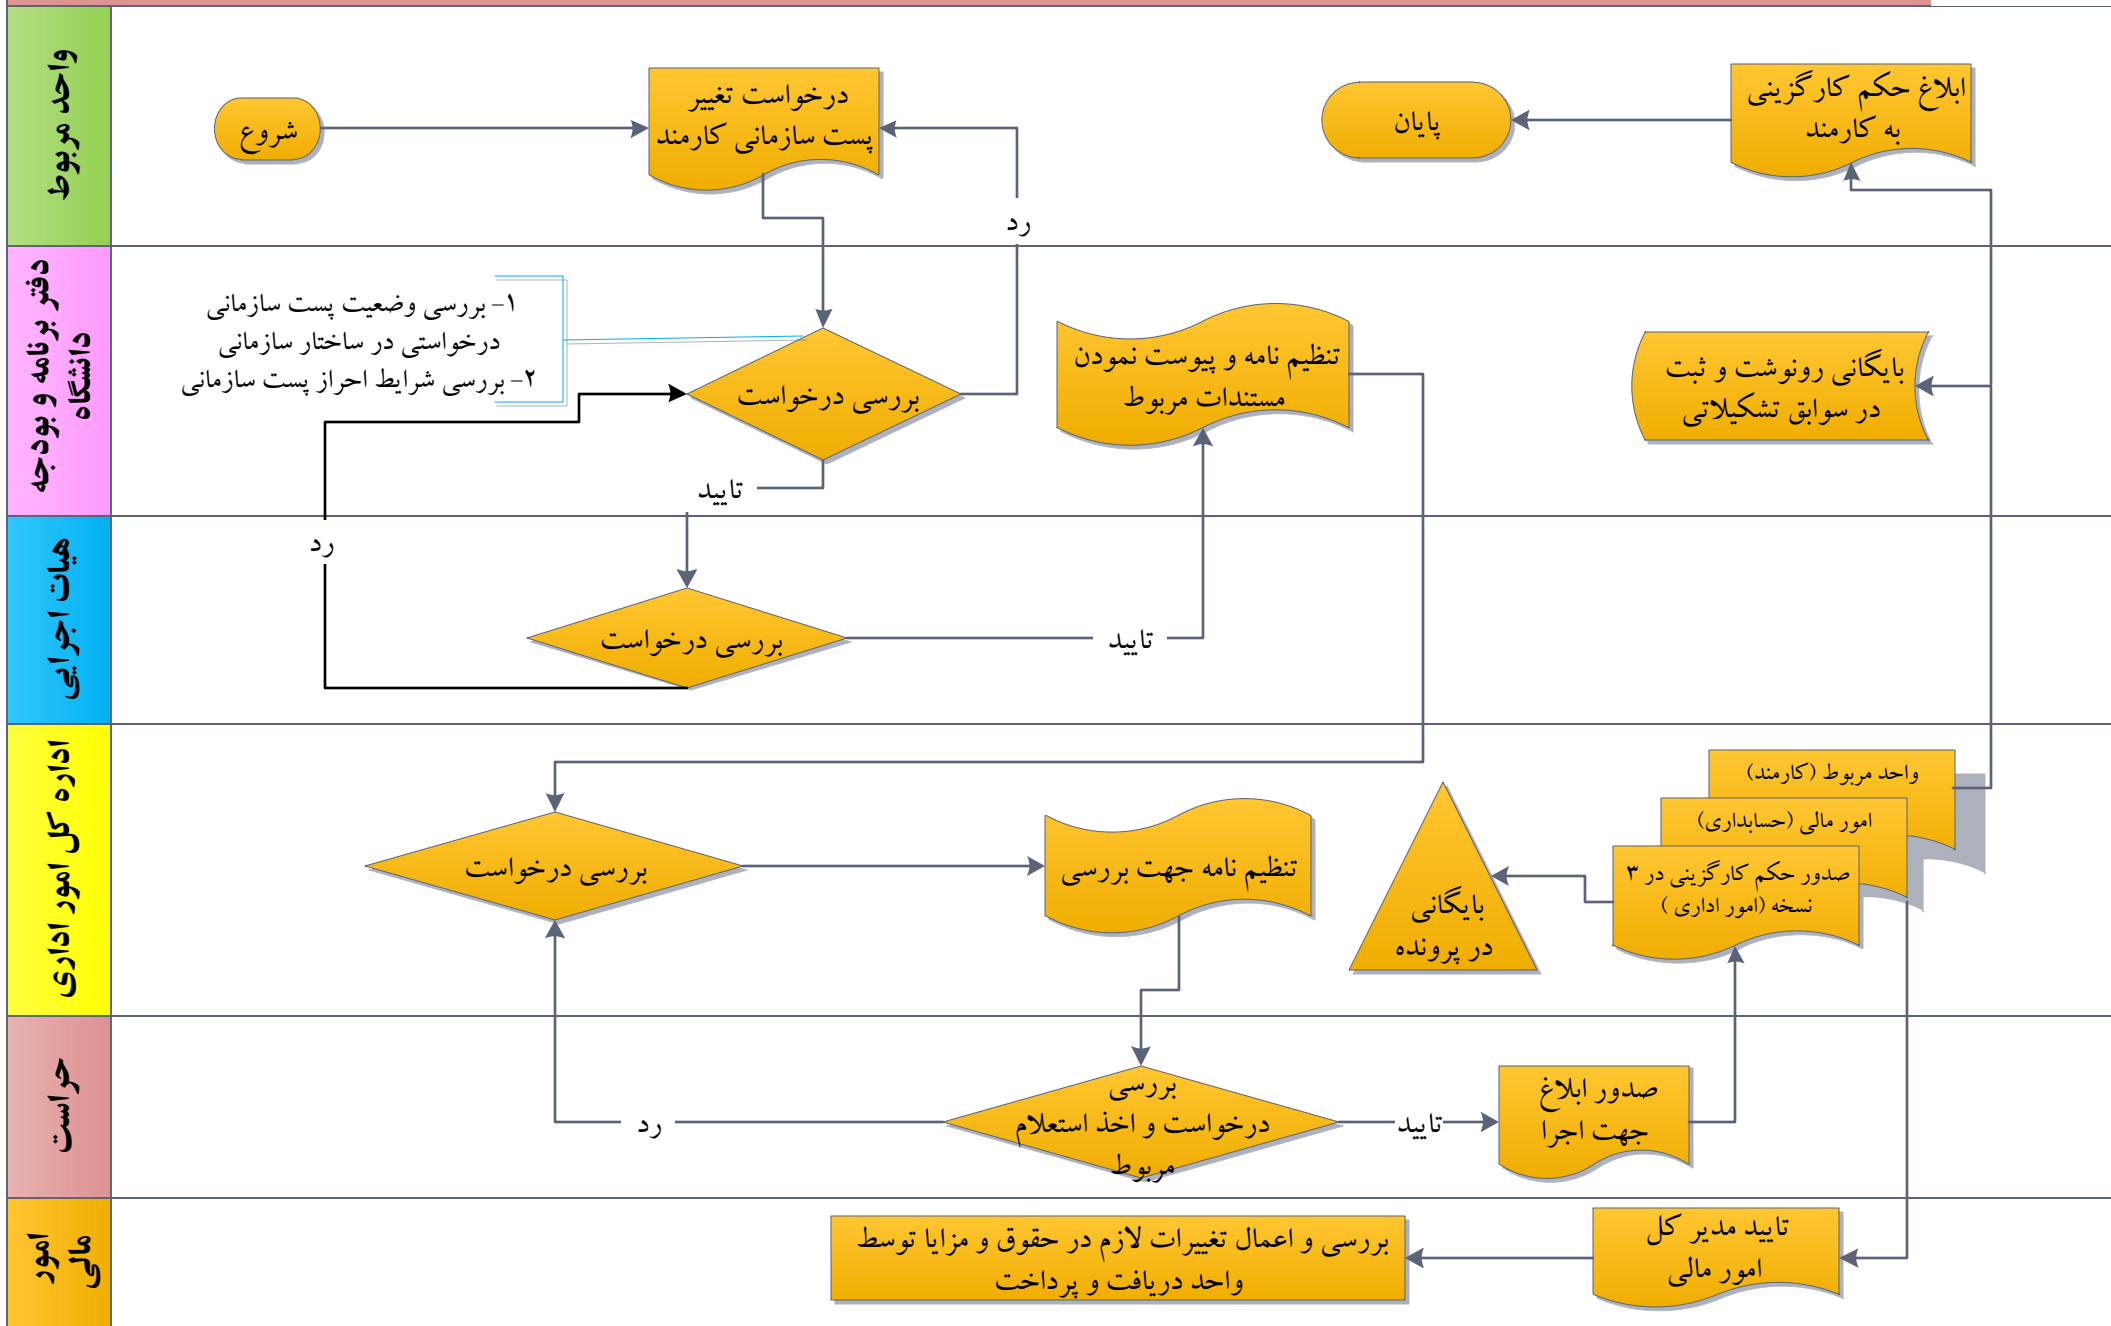 واحد مربوط
شروع
درخواست تغییر
پست سازمانی کارمند
رد
پایان
ابلاغ حکم کارگزینی
به کارمند
دفتر برنامه و بودجه
دانشگاه
۱- بررسی وضعیت پست سازمانی
درخواستی در ساختار سازمانی
۲- بررسی شرایط احراز پست سازمانی
بررسی درخواست
تایید
تنظیم نامه و پیوست نمودن
مستندات مربوط
بایگانی رونوشت و ثبت
در سوابق تشکیلاتی
هیات اجرایی
رد
بررسی درخواست
تایید
اداره کل امور اداری
بررسی درخواست
تنظیم نامه جهت بررسی
بایگانی
در پرونده
واحد مربوط (کارمند)
امور مالی (حسابداری)
صدور حکم کارگزینی در ۳
نسخه (امور اداری )
حراست
رد
بررسی
درخواست و اخذ استعلام
مربوط
تایید
صدور ابلاغ
جهت اجرا
امور
مالی
بررسی و اعمال تغییرات لازم در حقوق و مزایا توسط
واحد دریافت و پرداخت
تایید مدیر کل
امور مالی